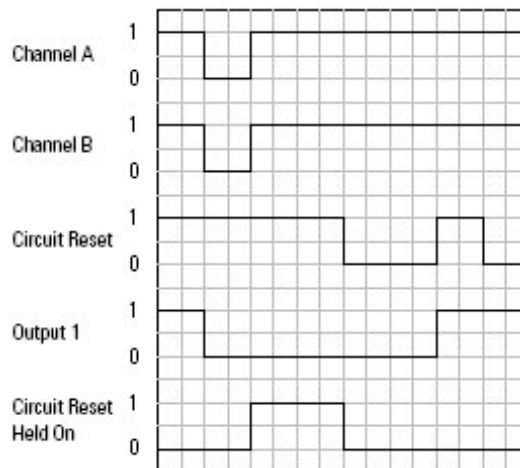 1
Channel A
0
1
Channel B
0
1
Circuit Reset
0
1
Output 1
0
Circuit Reset 1
Held On
0